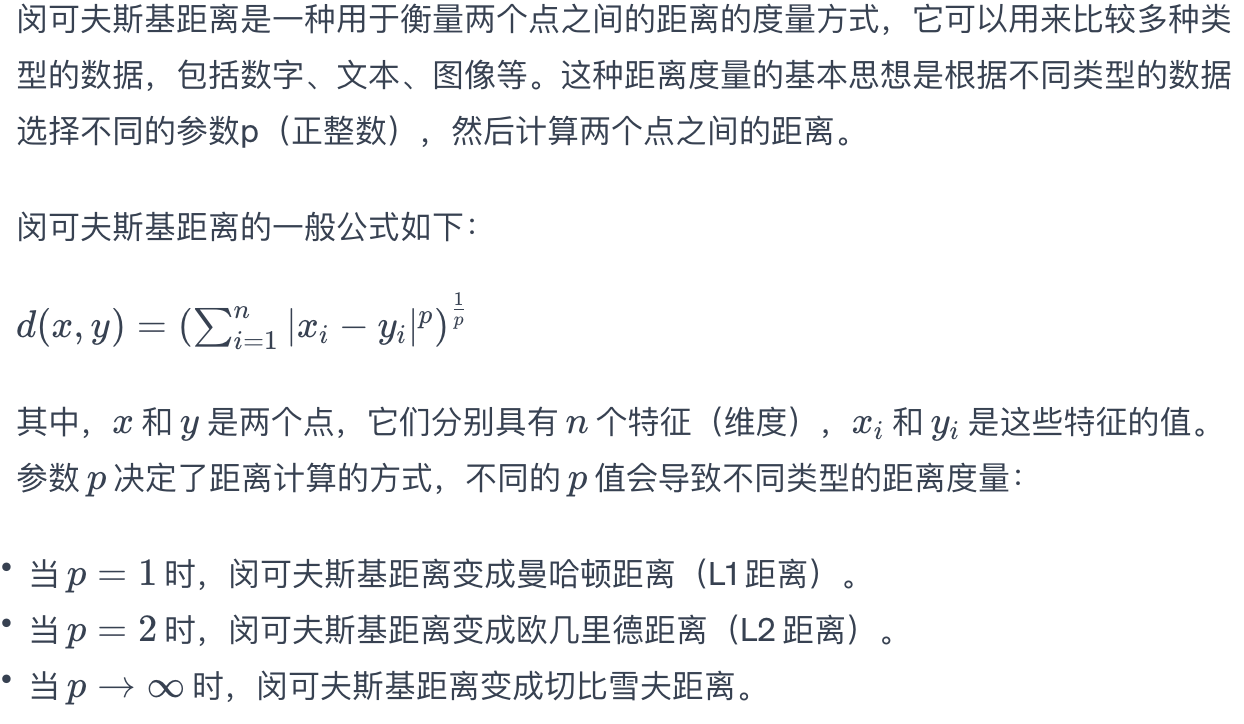 闵可夫斯基距离是一种用于衡量两个点之间的距离的度量方式，它可以用来比较多种类
型的数据，包括数字、文本、图像等。这种距离度量的基本思想是根据不同类型的数据
选择不同的参数p（正整数），然后计算两个点之间的距离。
闵可夫斯基距离的一般公式如下：
$d(x, y) = (\sum_{i=1}^{n} |x_i - y_i|^p)^{\frac{1}{p}}$
其中，$x$ 和 $y$ 是两个点，它们分别具有 $n$ 个特征（维度），$x_i$ 和 $y_i$ 是这些特征的值。
参数 $p$ 决定了距离计算的方式，不同的 $p$ 值会导致不同类型的距离度量：
• 当 $p = 1$ 时，闵可夫斯基距离变成曼哈顿距离（L1距离）。
• 当 $p = 2$ 时，闵可夫斯基距离变成欧几里德距离（L2 距离）。
• 当 $p \to \infty$ 时，闵可夫斯基距离变成切比雪夫距离。